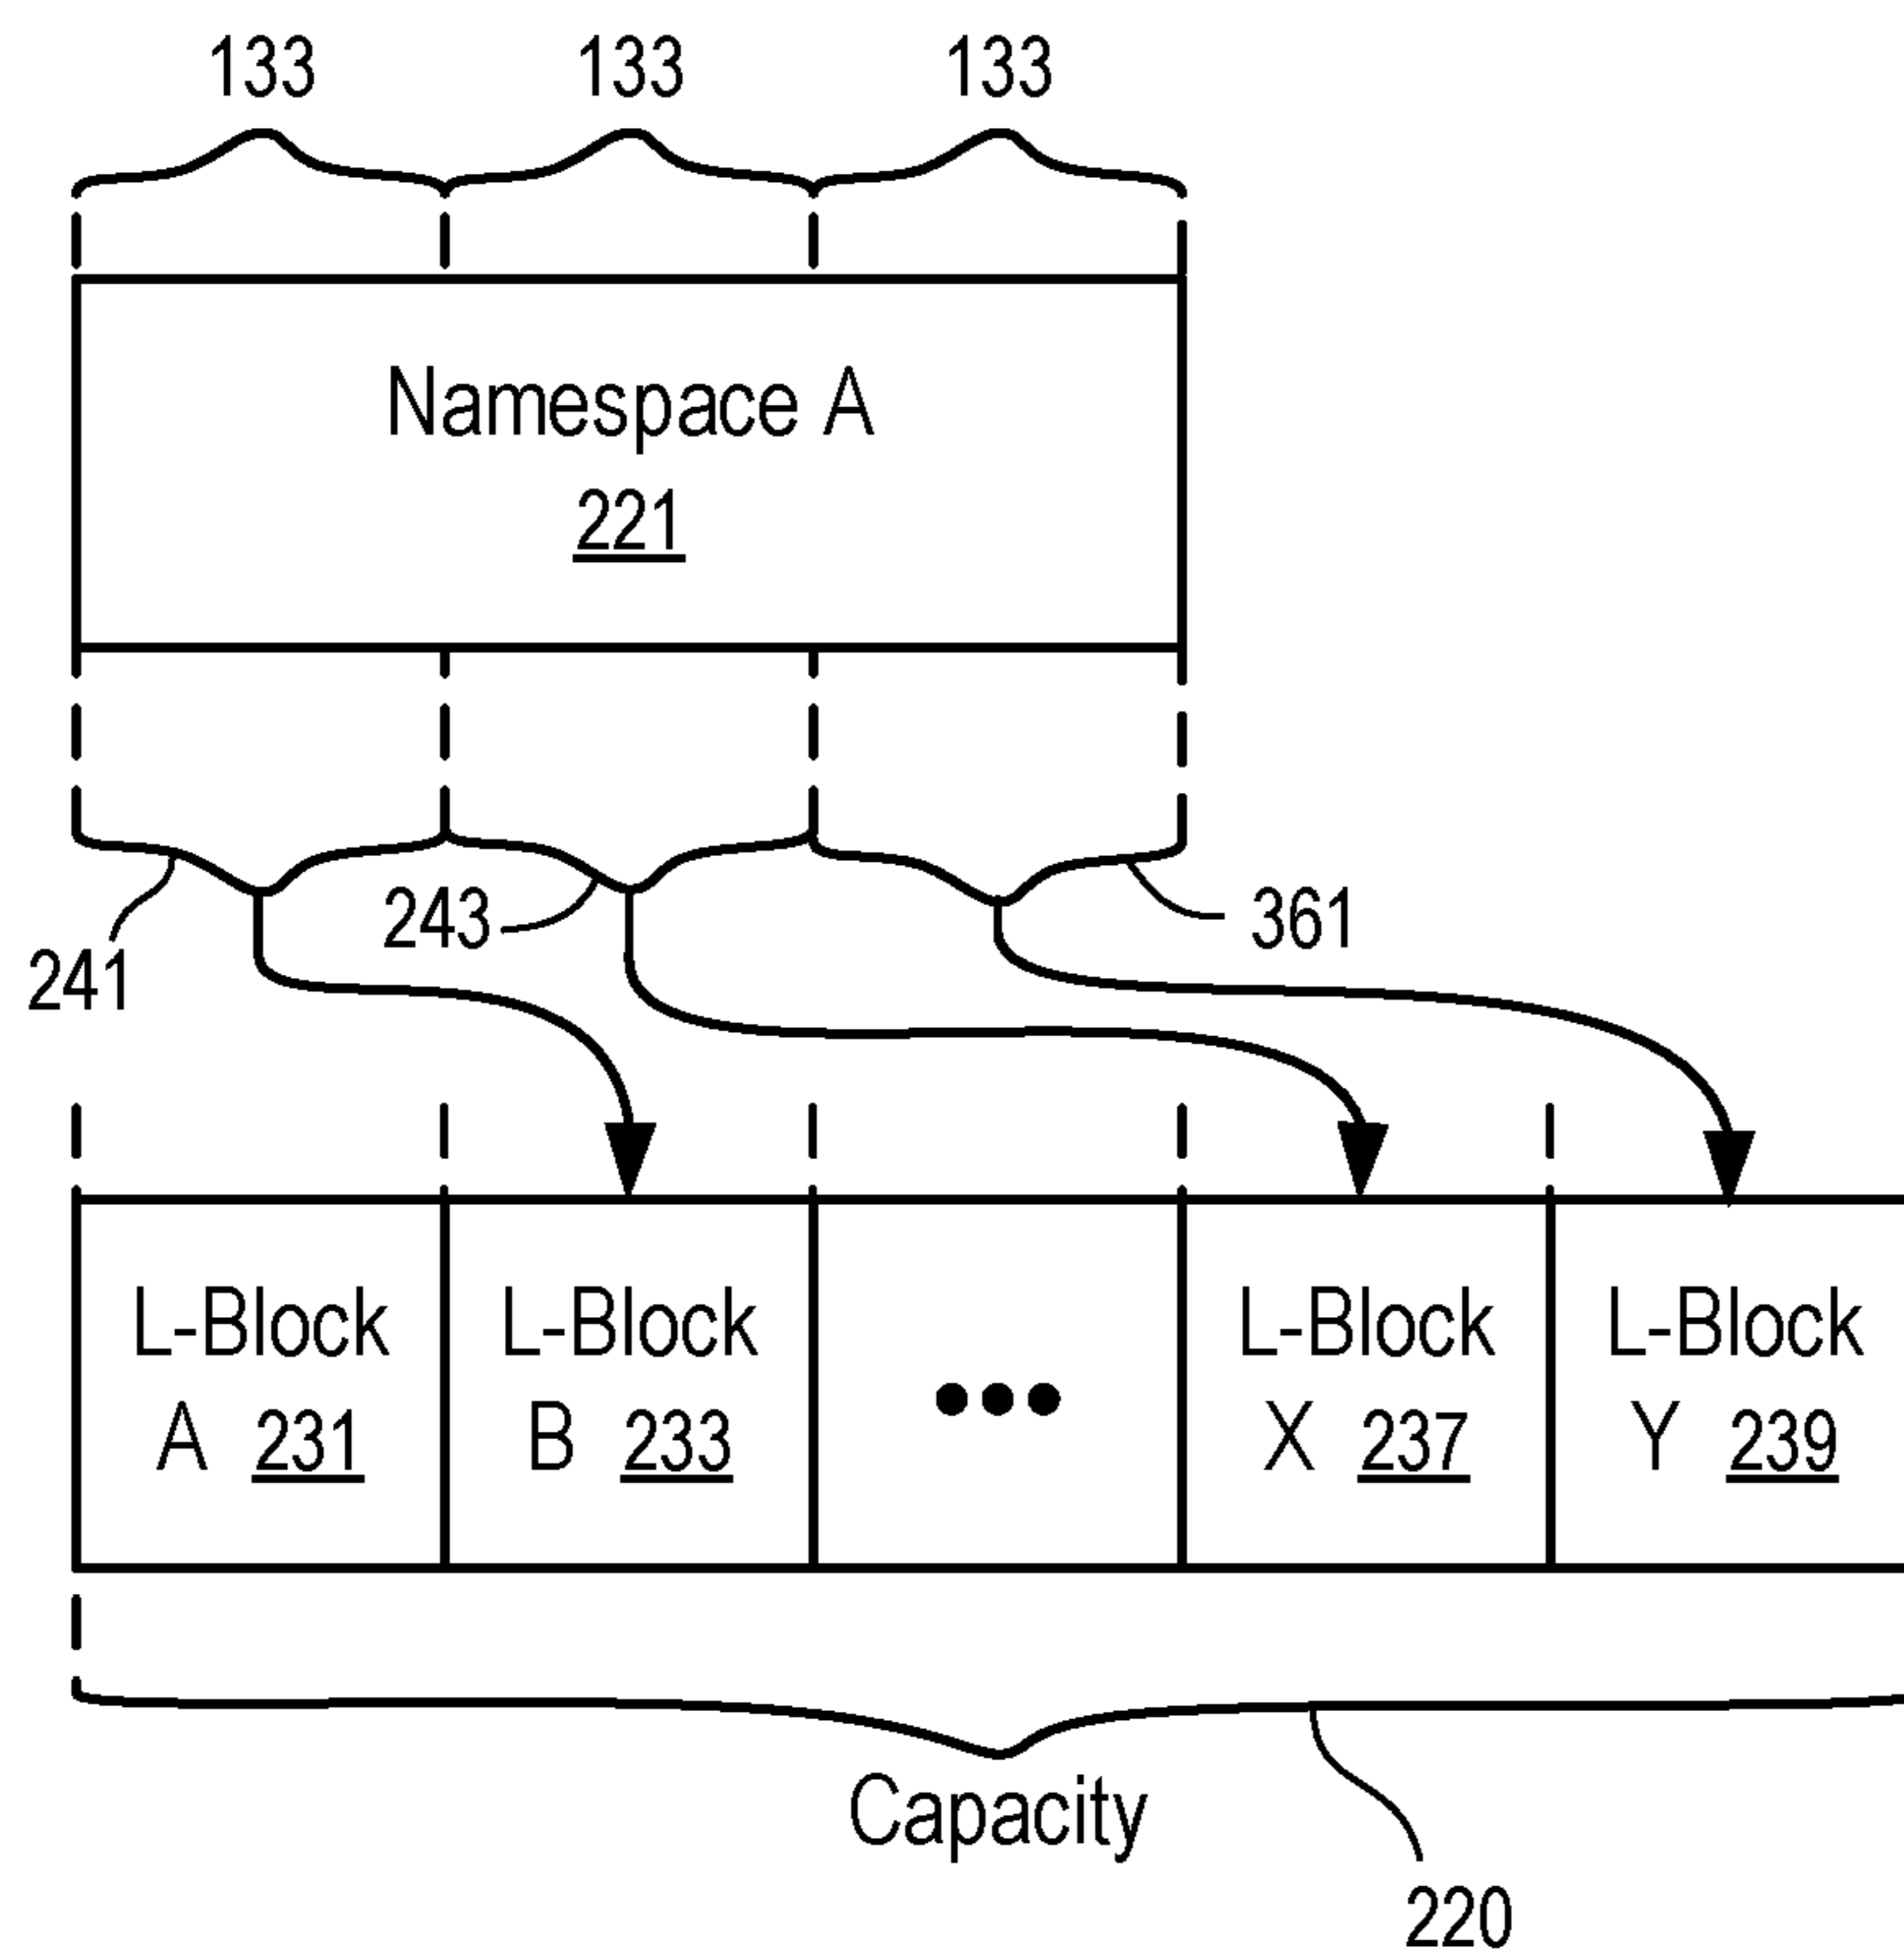 133 133 133
Namespace A
221
243 361
241
L-Block L-Block L-Block L-Block
A 231 B 233 ●●● X 237 Y 239
Capacity
220